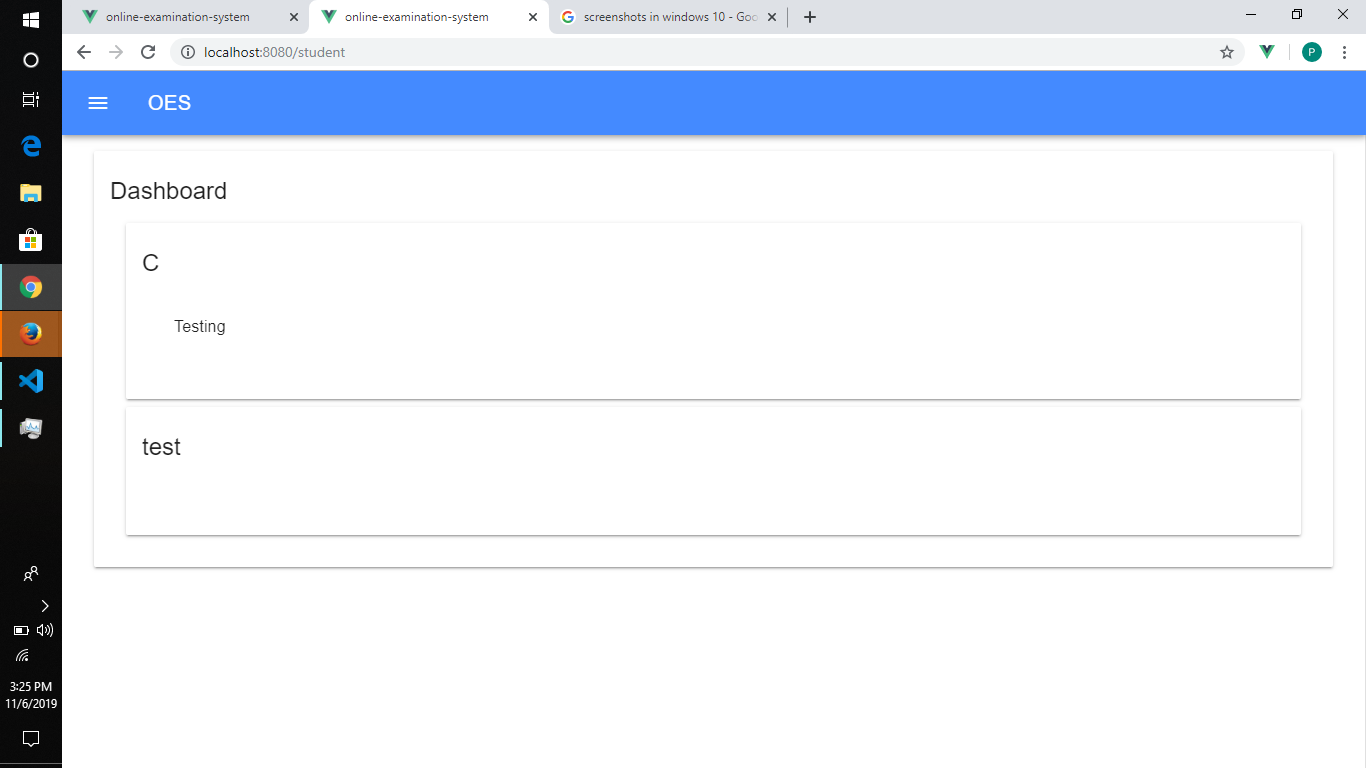 online-examination-system
online-examination-system
screenshots in windows 10 - Goo
localhost:8080/student
P
OES
Dashboard
C
Testing
test
3:25 PM
11/6/2019